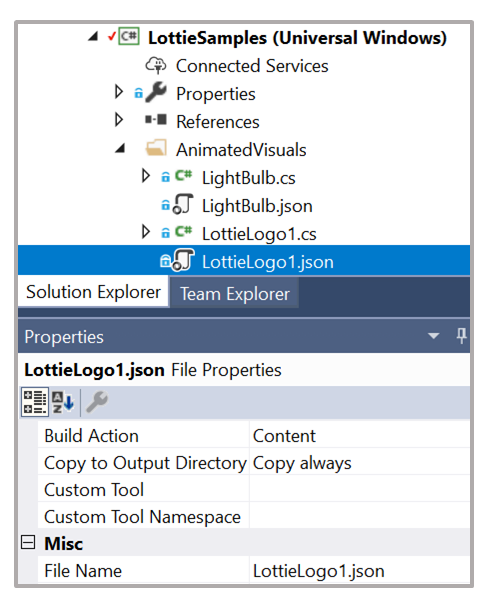 C# LottieSamples (Universal Windows)
Connected Services
Properties
References
AnimatedVisuals
C# LightBulb.cs
LightBulb.json
C# LottieLogo1.cs
LottieLogo1.json
Solution Explorer Team Explorer
Properties
LottieLogo1.json File Properties
AZ
Build Action Content
Copy to Output Directory Copy always
Custom Tool
Custom Tool Namespace
Misc
File Name LottieLogo1.json